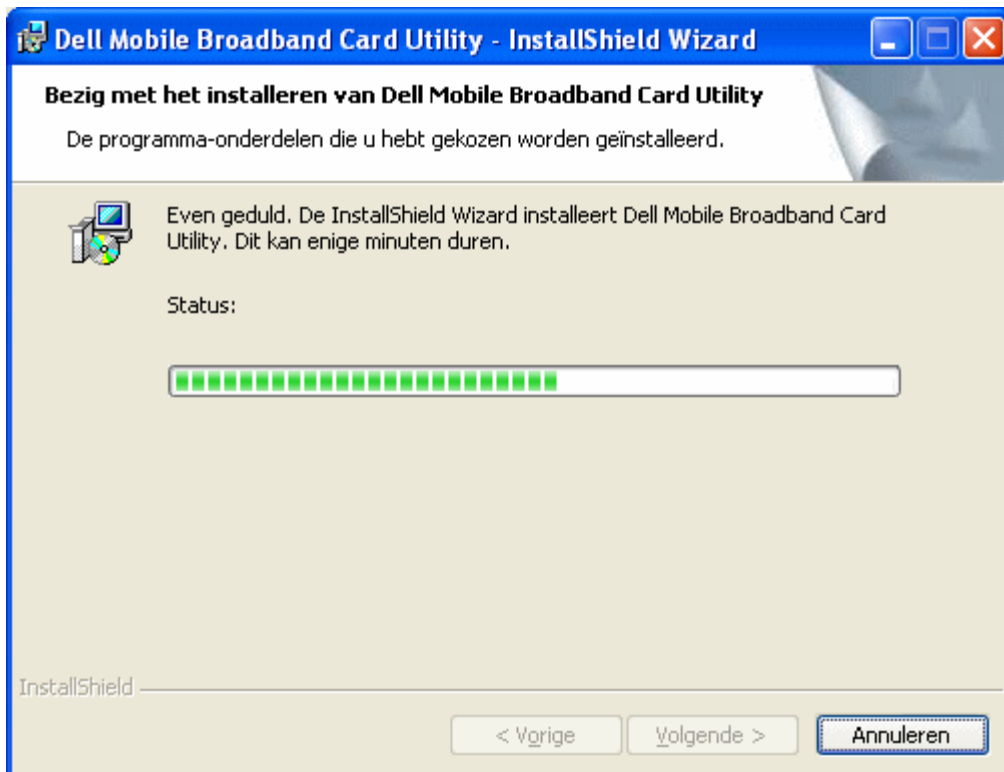 Dell Mobile Broadband Card Utility - InstallShield Wizard
Bezig met het installeren van Dell Mobile Broadband Card Utility
De programma-onderdelen die u hebt gekozen worden geïnstalleerd.
Even geduld. De InstallShield Wizard installeert Dell Mobile Broadband Card
Utility. Dit kan enige minuten duren.
Status:
InstallShield
< Vorige
Volgende >
Annuleren